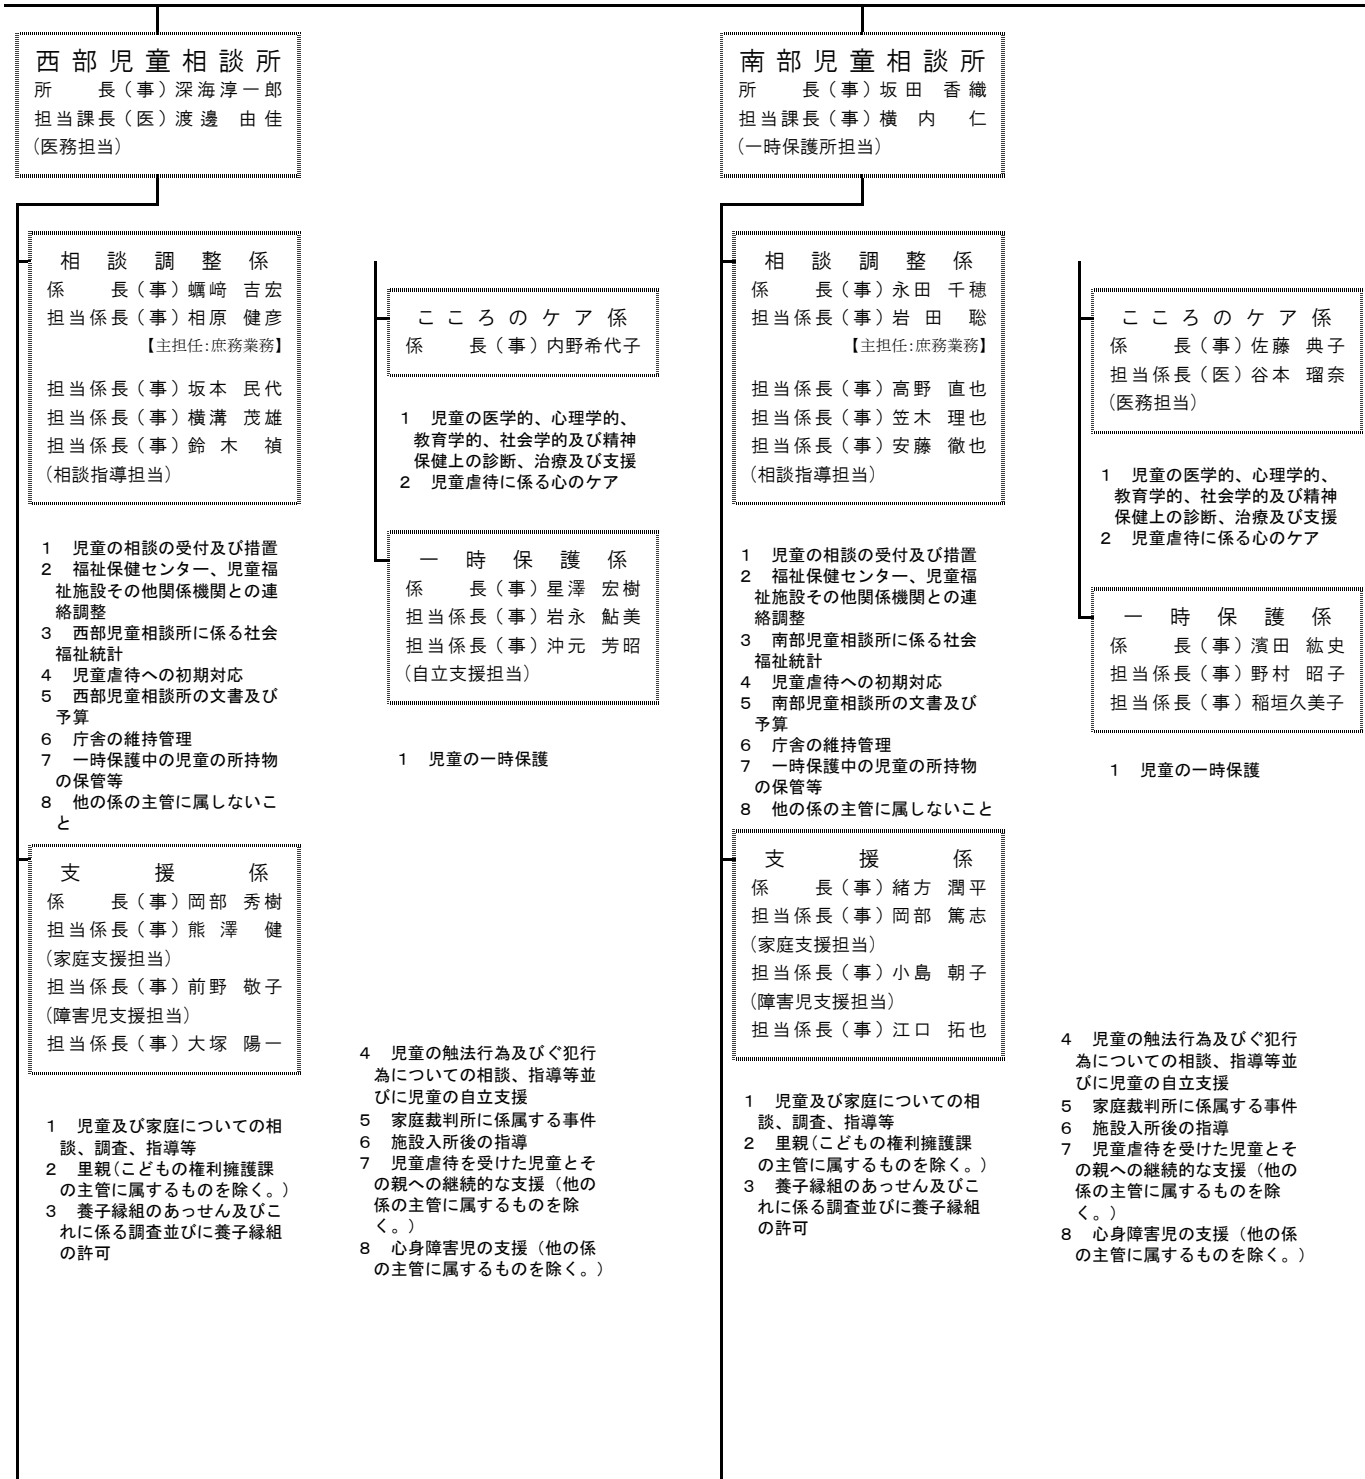 西部児童相談所
所　　長（事）深海淳一郎
担当課長（医）渡邊　由佳
（医務担当）
相談調整係
係　　長（事）蠣﨑　吉宏
担当係長（事）相原　健彦
【主担任:庶務業務】
担当係長（事）坂本　民代
担当係長（事）横溝　茂雄
担当係長（事）鈴木　禎
（相談指導担当）
１　児童の相談の受付及び措置
２　福祉保健センター、児童福
祉施設その他関係機関との連
絡調整
３　西部児童相談所に係る社会
福祉統計
４　児童虐待への初期対応
５　西部児童相談所の文書及び
予算
６　庁舎の維持管理
７　一時保護中の児童の所持物
の保管等
８　他の係の主管に属しないこ
と
支援係
係　　長（事）岡部　秀樹
担当係長（事）熊澤　健
（家庭支援担当）
担当係長（事）前野　敬子
（障害児支援担当）
担当係長（事）大塚　陽一
１　児童及び家庭についての相
談、調査、指導等
２　里親（こどもの権利擁護課
の主管に属するものを除く。）
３　養子縁組のあっせん及びこ
れに係る調査並びに養子縁組
の許可
４　児童の触法行為及びぐ犯行
為についての相談、指導等並
びに児童の自立支援
５　家庭裁判所に係属する事件
６　施設入所後の指導
７　児童虐待を受けた児童とそ
の親への継続的な支援（他の
係の主管に属するものを除
く。）
８　心身障害児の支援（他の係
の主管に属するものを除く。）
こころのケア係
係　　長（事）内野希代子
１　児童の医学的、心理学的、
教育学的、社会学的及び精神
保健上の診断、治療及び支援
２　児童虐待に係る心のケア
一時保護係
係　　長（事）星澤　宏樹
担当係長（事）岩永　鮎美
担当係長（事）沖元　芳昭
（自立支援担当）
１　児童の一時保護
南部児童相談所
所　　長（事）坂田　香織
担当課長（事）横内　仁
（一時保護所担当）
相談調整係
係　　長（事）永田　千穂
担当係長（事）岩田　聡
【主担任:庶務業務】
担当係長（事）高野　直也
担当係長（事）笠木　理也
担当係長（事）安藤　徹也
（相談指導担当）
１　児童の相談の受付及び措置
２　福祉保健センター、児童福
祉施設その他関係機関との連
絡調整
３　南部児童相談所に係る社会
福祉統計
４　児童虐待への初期対応
５　南部児童相談所の文書及び
予算
６　庁舎の維持管理
７　一時保護中の児童の所持物
の保管等
８　他の係の主管に属しないこと
支援係
係　　長（事）緒方　潤平
担当係長（事）岡部　篤志
（家庭支援担当）
担当係長（事）小島　朝子
（障害児支援担当）
担当係長（事）江口　拓也
１　児童及び家庭についての相
談、調査、指導等
２　里親（こどもの権利擁護課
の主管に属するものを除く。）
３　養子縁組のあっせん及びこ
れに係る調査並びに養子縁組
の許可
４　児童の触法行為及びぐ犯行
為についての相談、指導等並
びに児童の自立支援
５　家庭裁判所に係属する事件
６　施設入所後の指導
７　児童虐待を受けた児童とそ
の親への継続的な支援（他の
係の主管に属するものを除
く。）
８　心身障害児の支援（他の係
の主管に属するものを除く。）
こころのケア係
係　　長（事）佐藤　典子
担当係長（医）谷本　瑠奈
（医務担当）
１　児童の医学的、心理学的、
教育学的、社会学的及び精神
保健上の診断、治療及び支援
２　児童虐待に係る心のケア
一時保護係
係　　長（事）濱田　紘史
担当係長（事）野村　昭子
担当係長（事）稲垣久美子
１　児童の一時保護